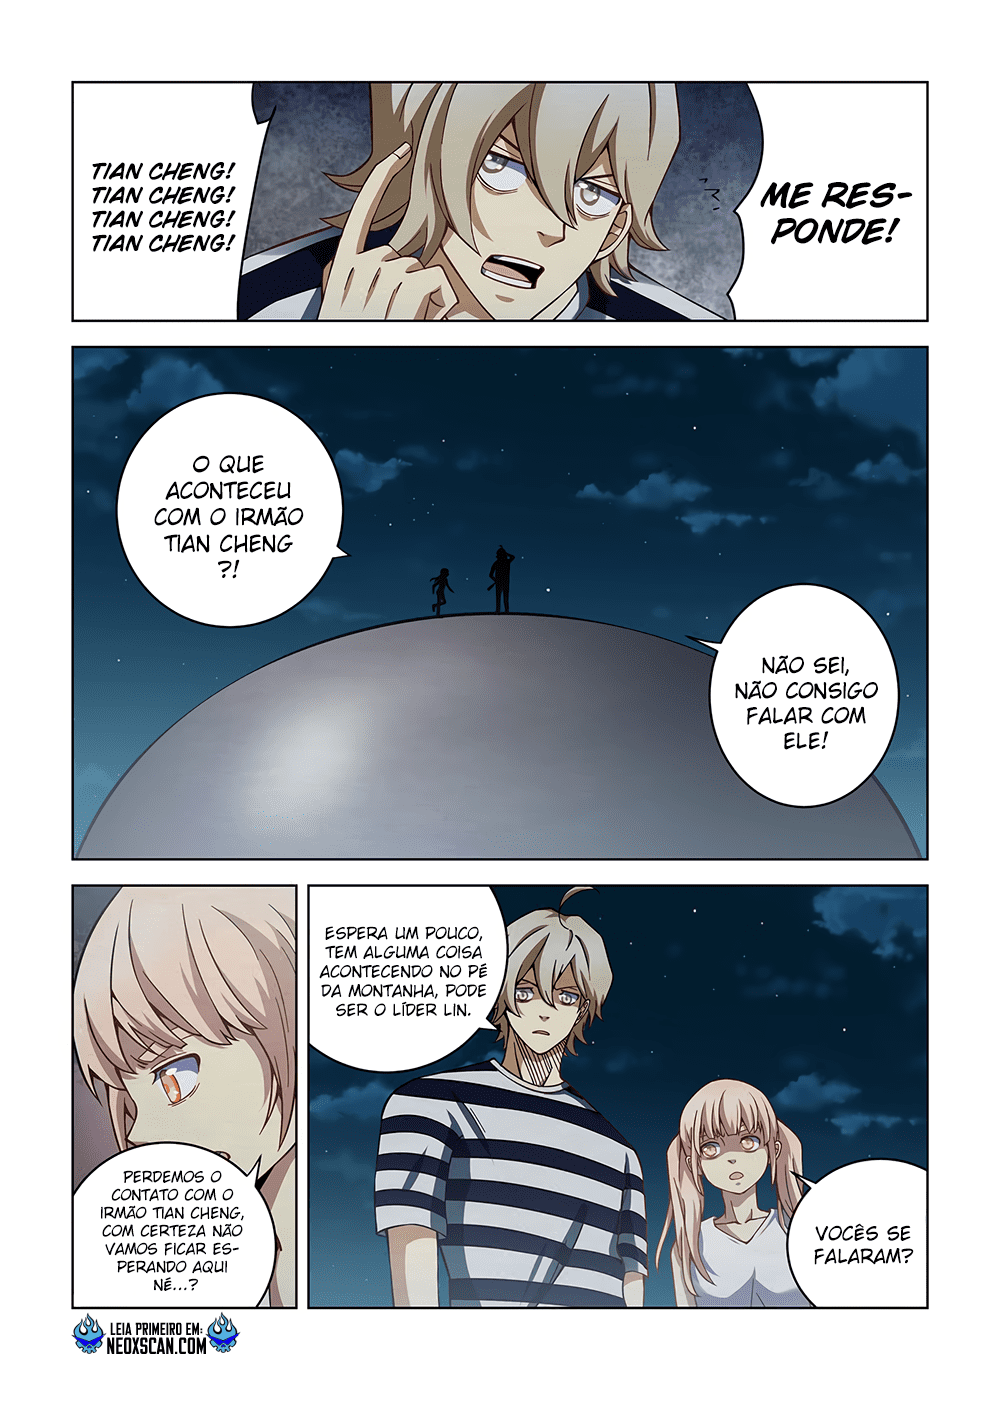 TIAN CHENG!
TIAN CHENG!
TIAN CHENG!
TIAN CHENG!
ME RES-
PONDE!
O QUE
ACONTECEU
COM O IRMÃO
TIAN CHENG
?!
NÃO SEI,
NÃO CONSIGO
FALAR COM
ELE!
PERDEMOS O
CONTATO COM O
IRMÃO TIAN CHENG,
COM CERTEZA NÃO
VAMOS FICAR ES-
PERANDO AQUI
NÉ...?
ESPERA UM POUCO,
TEM ALGUMA COISA
ACONTECENDO NO PÉ
DA MONTANHA, PODE
SER O LÍDER LIN.
VOCÊS SE
FALARAM?
LEIA PRIMEIRO EM:
NEOXSCAN.COM